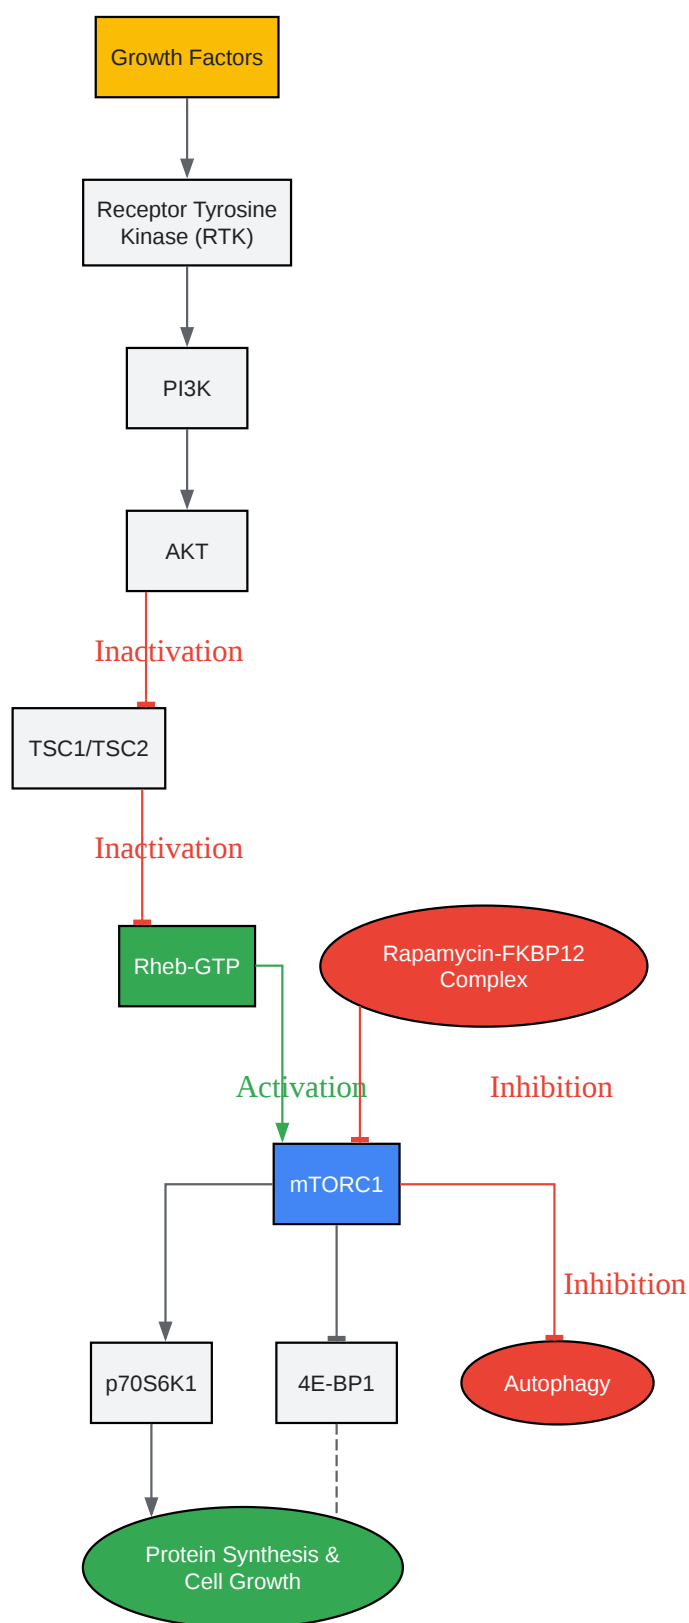 Growth Factors
Receptor Tyrosine
Kinase (RTK)
PI3K
AKT
Inactivation
TSC1/TSC2
Inactivation
Rheb-GTP
Rapamycin-FKBP12
Complex
Activation
Inhibition
mTORC1
Inhibition
p70S6K1
4E-BP1
Autophagy
Protein Synthesis &
Cell Growth